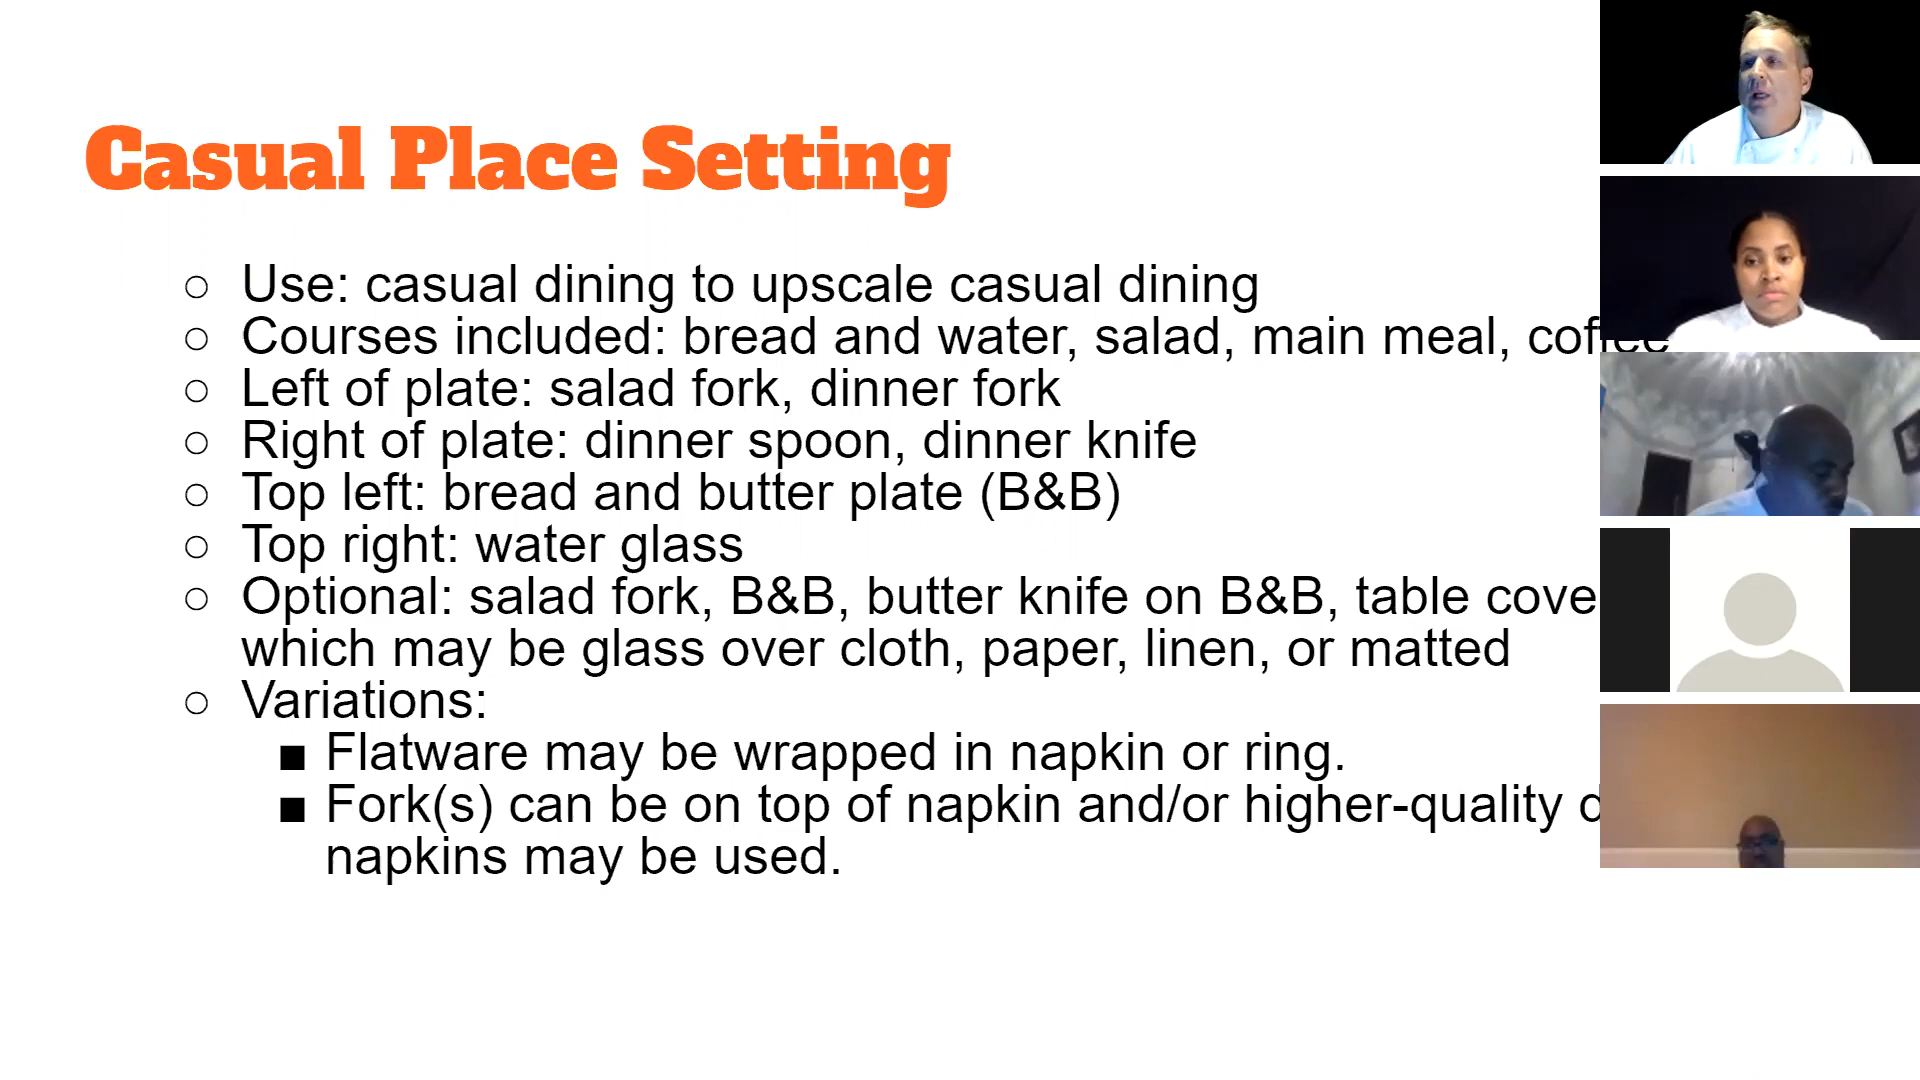 Casual Place Setting
○ Use: casual dining to upscale casual dining
○ Courses included: bread and water, salad, main meal, coffee
○ Left of plate: salad fork, dinner fork
○ Right of plate: dinner spoon, dinner knife
○ Top left: bread and butter plate (B&B)
○ Top right: water glass
○ Optional: salad fork, B&B, butter knife on B&B, table
which may be glass over cloth, paper, linen, or matted
○ Variations:
■ Flatware may be wrapped in napkin or ring.
■ Fork(s) can be on top of napkin and/or higher-quality
napkins may be used.